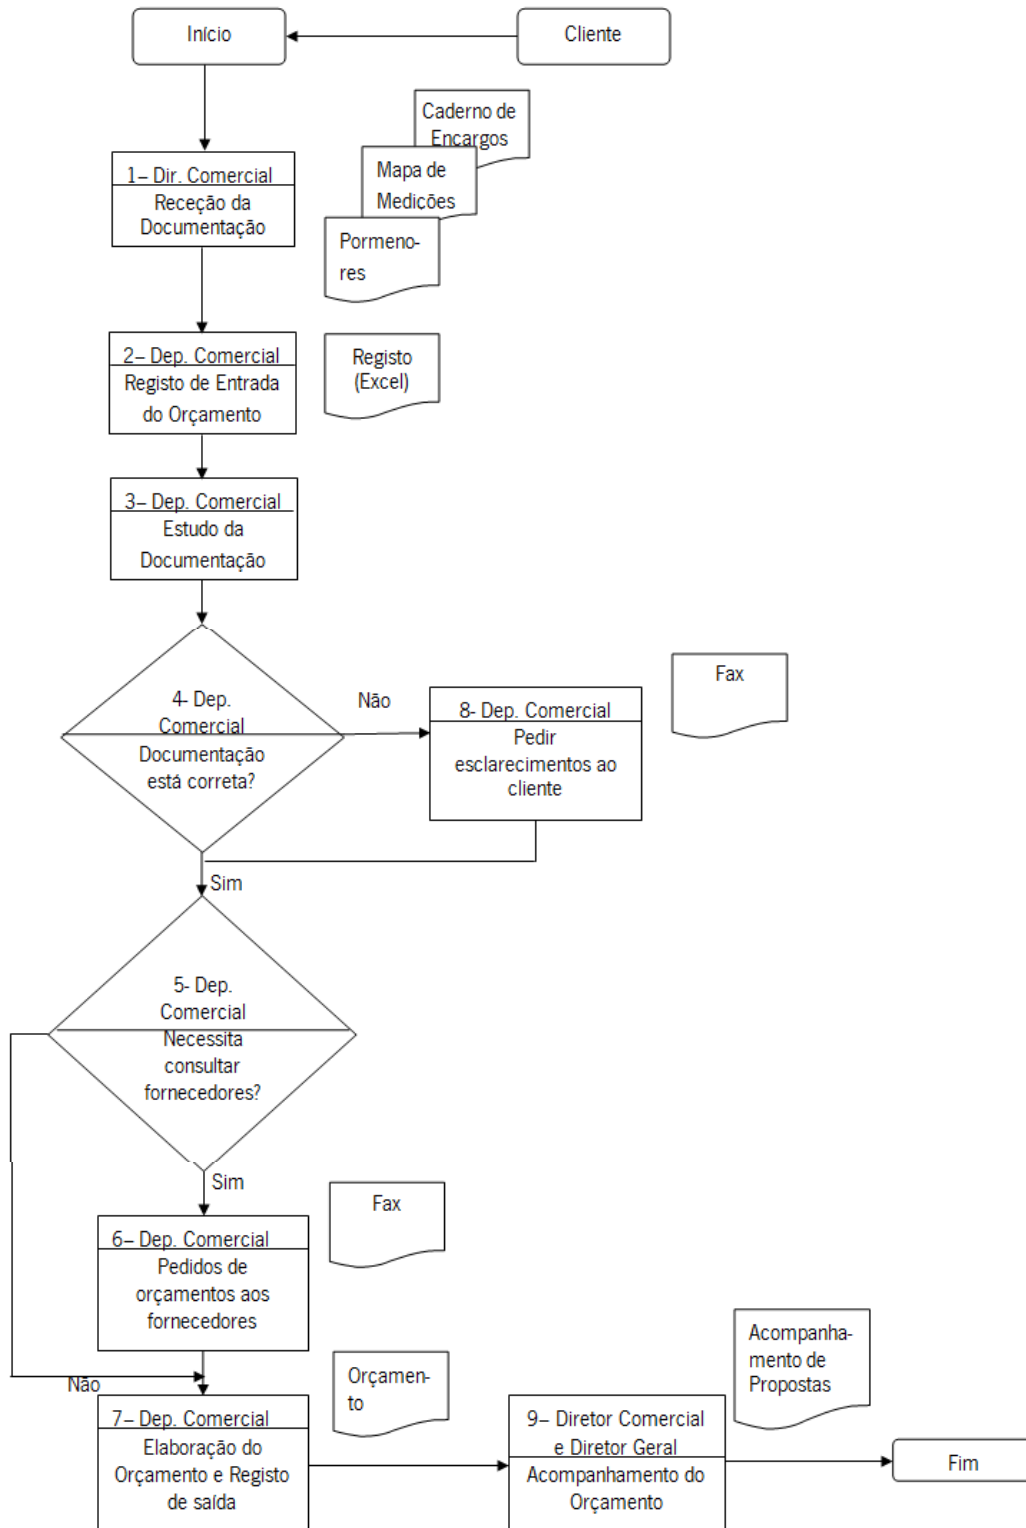 Início
Cliente
Caderno de
Encargos
Mapa de
Medições
Pormeno-
res
1– Dir. Comercial
Receção da
Documentação
2– Dep. Comercial
Registo de Entrada
do Orçamento
Registo
(Excel)
3– Dep. Comercial
Estudo da
Documentação
4- Dep.
Comercial
Documentação
está correta?
Não
8- Dep. Comercial
Pedir
esclarecimentos ao
cliente
Fax
Sim
5- Dep.
Comercial
Necessita
consultar
fornecedores?
Sim
Fax
6– Dep. Comercial
Pedidos de
orçamentos aos
fornecedores
Não
Orçamen-
to
7– Dep. Comercial
Elaboração do
Orçamento e Registo
de saída
9– Diretor Comercial
e Diretor Geral
Acompanhamento do
Orçamento
Acompanha-
mento de
Propostas
Fim